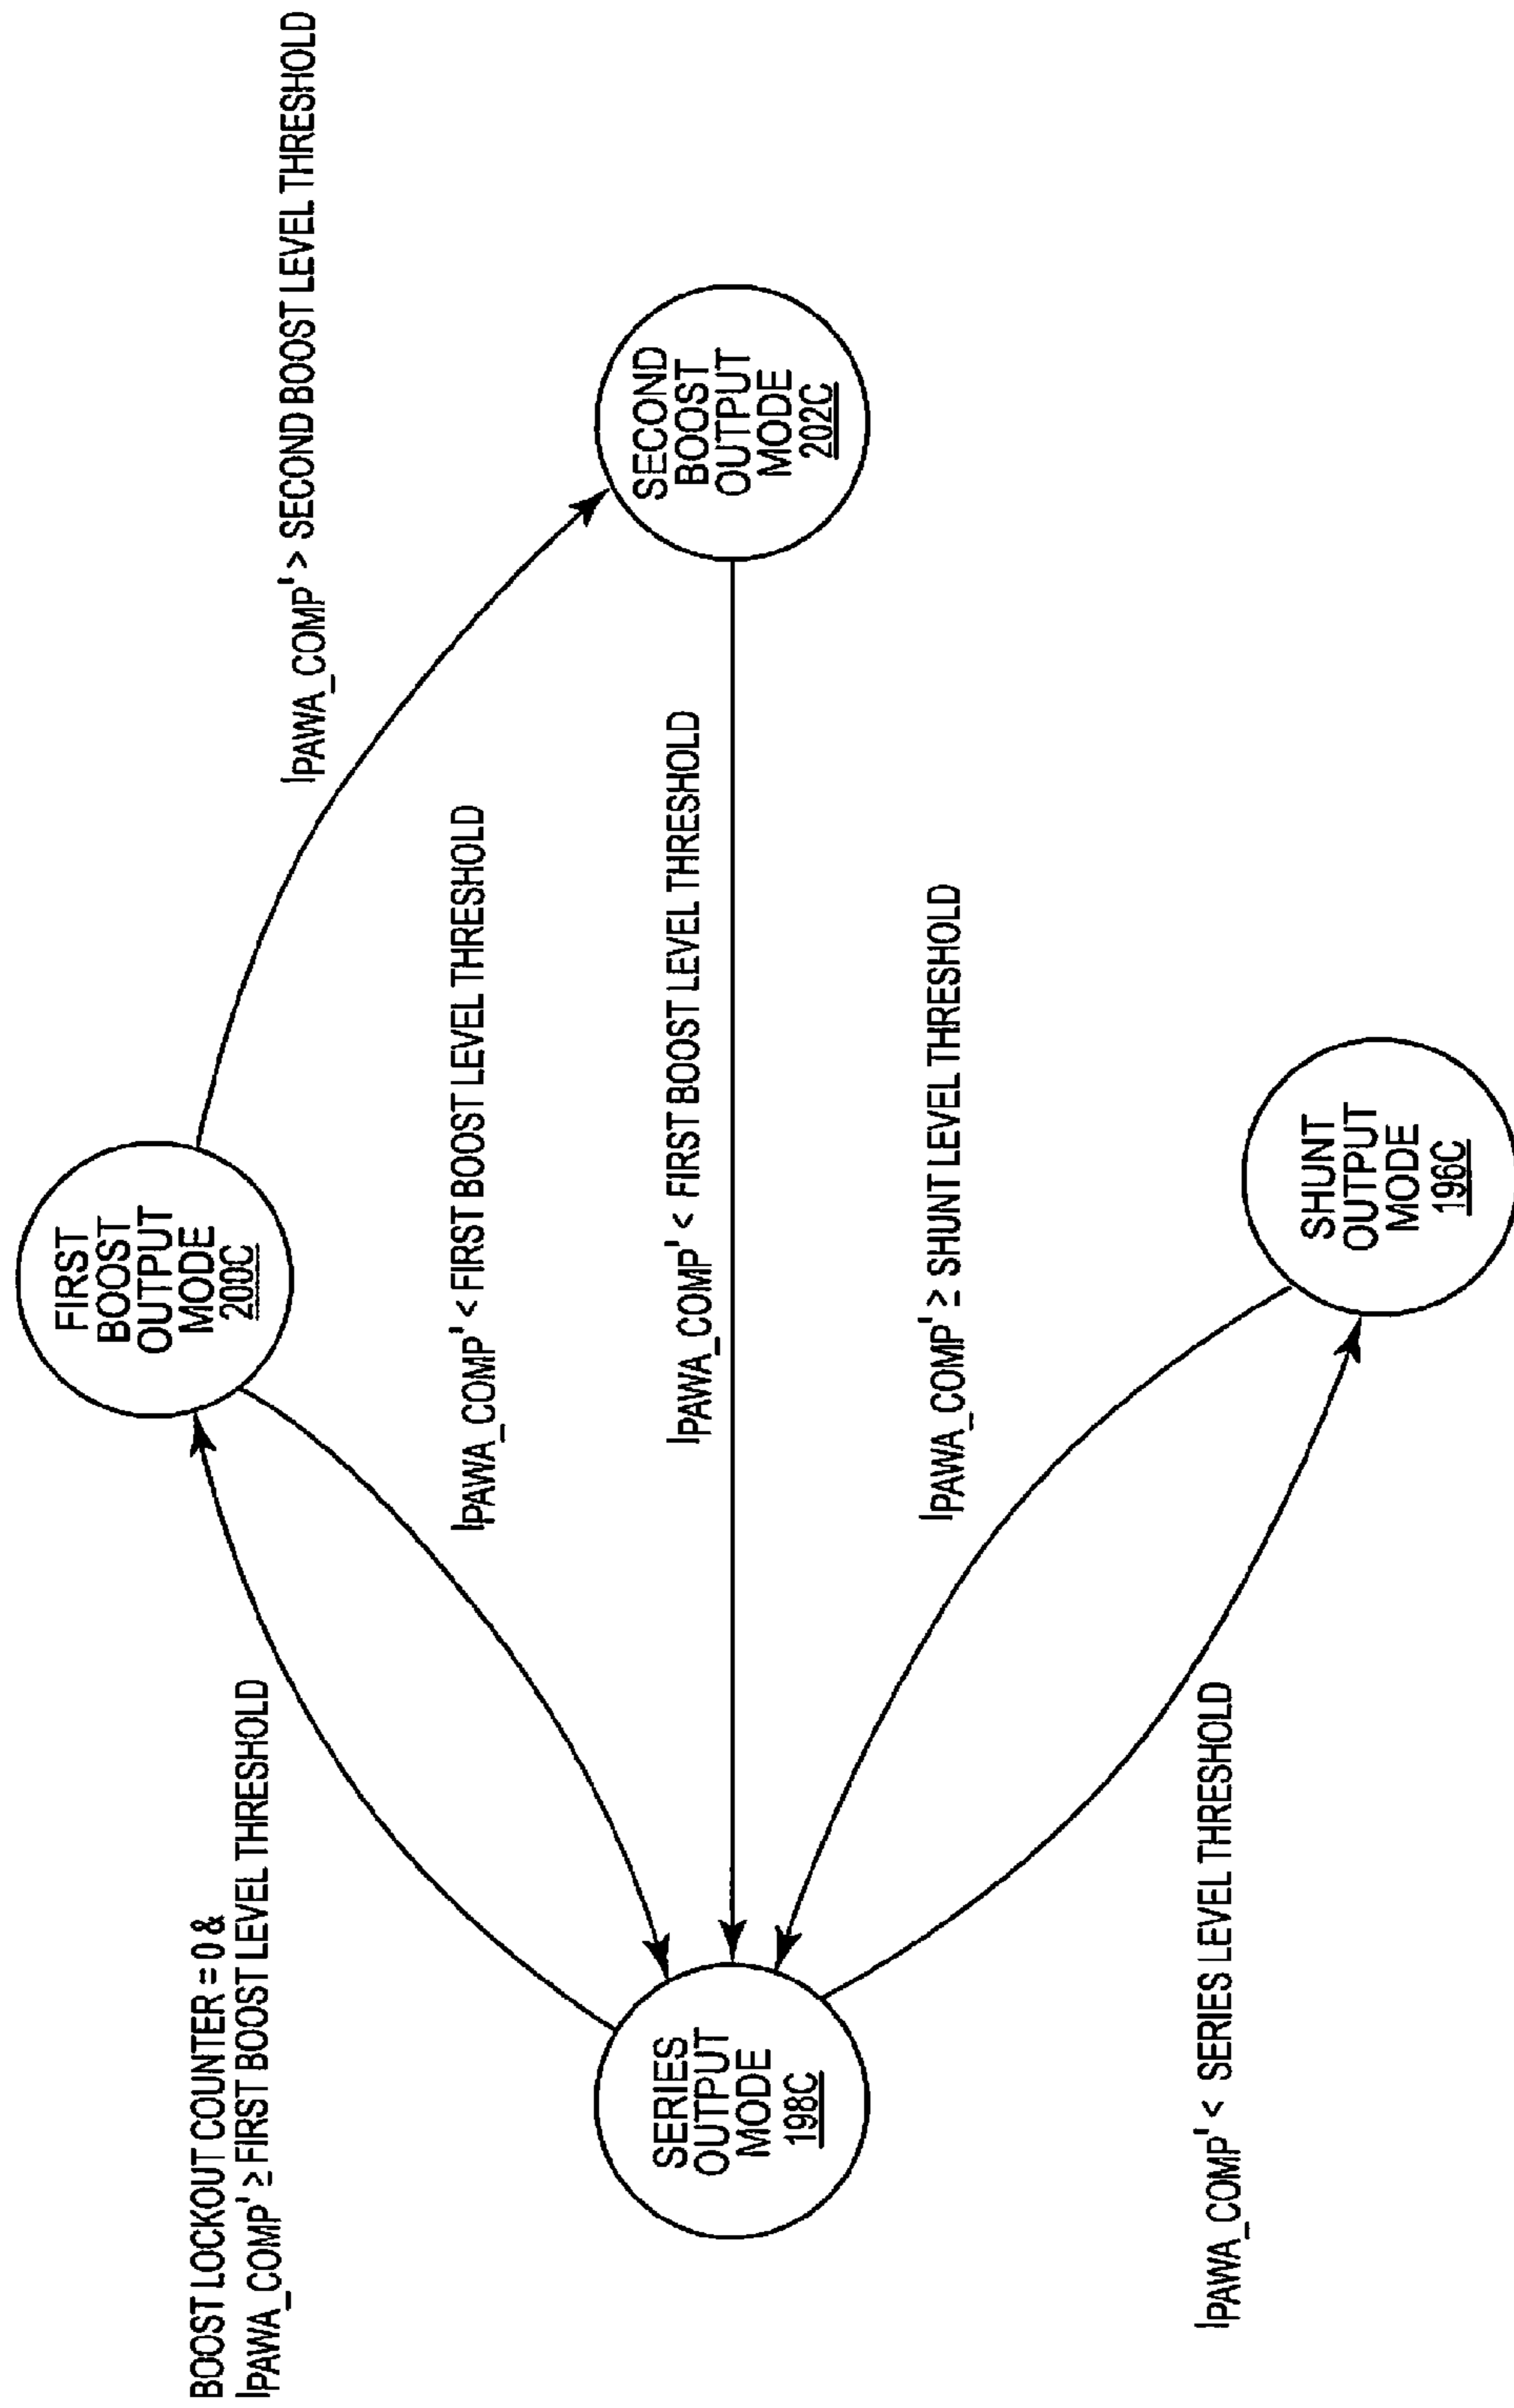 BOOST LOCKOUT COUNTER = 0 &
IPAWA_COMP' ≥ FIRST BOOST LEVEL THRESHOLD
FIRST
BOOST
OUTPUT
MODE
200C
IPAWA_COMP' > SECOND BOOST LEVEL THRESHOLD
IPAWA_COMP' < FIRST BOOST LEVEL THRESHOLD
SERIES
OUTPUT
MODE
198C
IPAWA_COMP' < FIRST BOOST LEVEL THRESHOLD
SECOND
BOOST
OUTPUT
MODE
202C
IPAWA_COMP' ≥ SHUNT LEVEL THRESHOLD
IPAWA_COMP' < SERIES LEVEL THRESHOLD
SHUNT
OUTPUT
MODE
196C